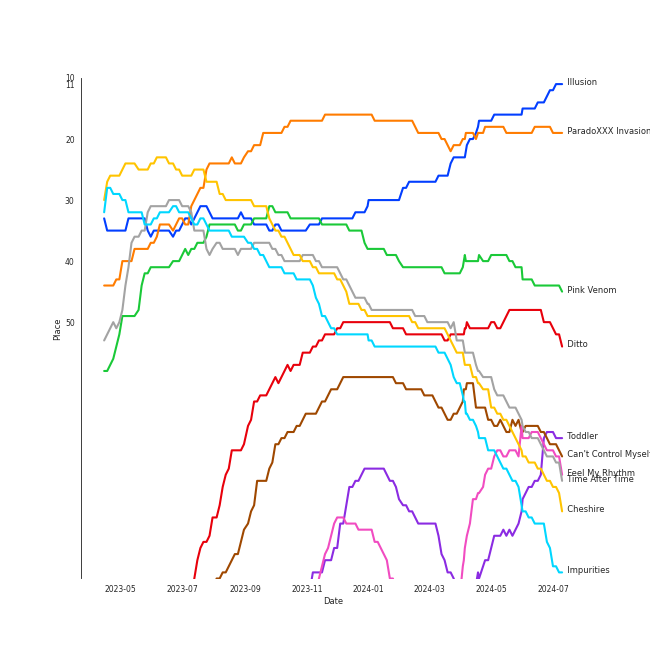 10
11
Illusion
ParadoXXX Invasion
20
30
40
Pink Venom
50
Place
Ditto
Toddler
Can't Control Mysel
Feel My Rhythm
Time After Time
Cheshire
Impurities
2023-05 2023-07 2023-09 2023-11 2024-01 2024-03 2024-05 2024-07
Date